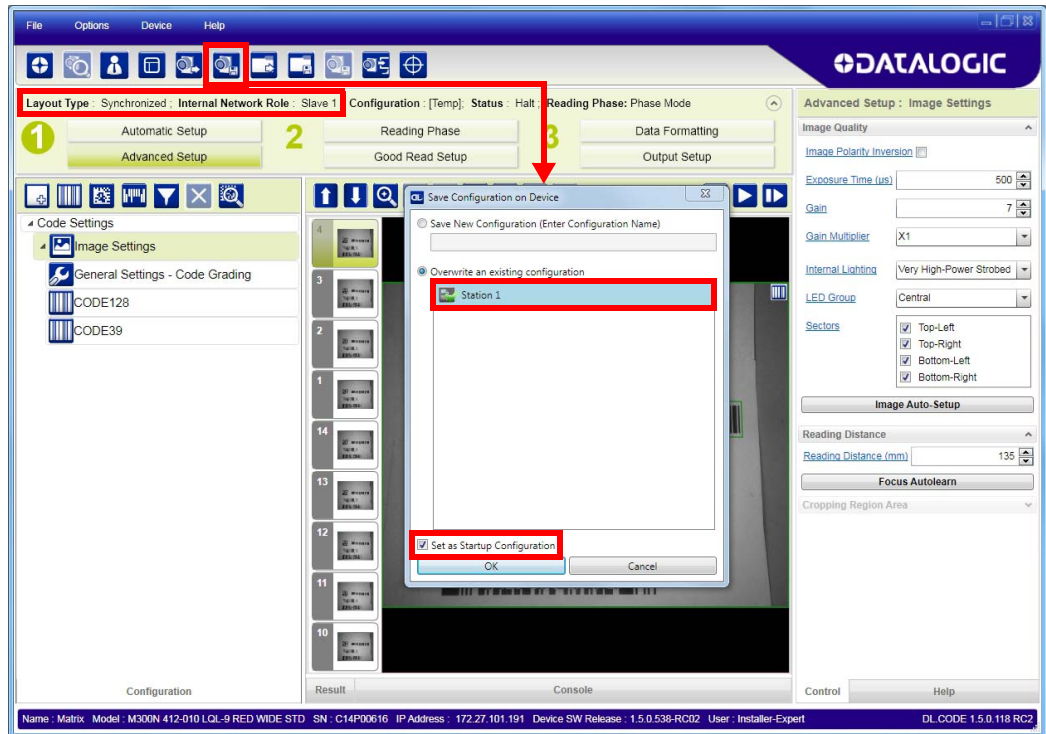 File Options Device Help
DATALOGIC
Layout Type : Synchronized ; Internal Network Role : Slave 1 Configuration : [Temp]; Status : Halt ; Reading Phase: Phase Mode
1 Automatic Setup
Advanced Setup
2 Reading Phase
Good Read Setup
3 Data Formatting
Output Setup
Code Settings
Image Settings
General Settings - Code Grading
CODE128
CODE39
Configuration
4
3
2
1
14
13
12
11
10
Save Configuration on Device
Save New Configuration (Enter Configuration Name)
Overwrite an existing configuration
Station 1
Set as Startup Configuration
OK Cancel
Result Console
Advanced Setup : Image Settings
Image Quality
Image Polarity Inversion
Exposure Time (µs) 500
Gain 7
Gain Multiplier X1
Internal Lighting Very High-Power Strobed
LED Group Central
Sectors Top-Left
Top-Right
Bottom-Left
Bottom-Right
Image Auto-Setup
Reading Distance
Reading Distance (mm) 135
Focus Autolearn
Cropping Region Area
Control Help
Name : Matrix Model : M300N 412-010 LQL-9 RED WIDE STD SN : C14P00616 IP Address : 172.27.101.191 Device SW Release : 1.5.0.538-RC02 User : Installer-Expert DL.CODE 1.5.0.118 RC2